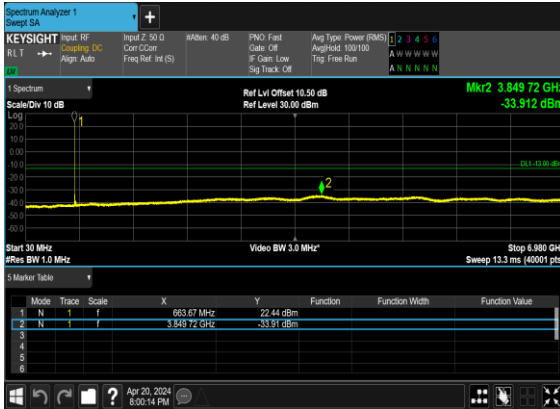 Spectrum Analyzer 1
Swept SA
+
KEYSIGHT Input: RF Input Z: 50 Ω #Atten: 40 dB PNO: Fast Avg Type: Power (RMS) 1 2 3 4 5 6
RLT Coupling: DC Corr CCorr Gate: Off Avg|Hold: 100/100 A W W W W W
Align: Auto Freq Ref: Int (S) IF Gain: Low Trig: Free Run
Sig Track: Off A N N N N N
1 Spectrum Ref Lvl Offset 10.50 dB Mkr2 3.849 72 GHz
Scale/Div 10 dB Ref Level 30.00 dBm -33.912 dBm
Log
20.0 1
10.0
0.00
-10.0 DL1 -13.00 dBm
-20.0
-30.0 2
-40.0
-50.0
-60.0
Start 30 MHz Video BW 3.0 MHz* Stop 6.980 GHz
#Res BW 1.0 MHz Sweep 13.3 ms (40001 pts)
5 Marker Table
Mode Trace Scale X Y Function Function Width Function Value
1 N 1 f 663.67 MHz 22.44 dBm
2 N 1 f 3.849 72 GHz -33.91 dBm
3
4
5
6
? Apr 20, 2024
8:00:14 PM